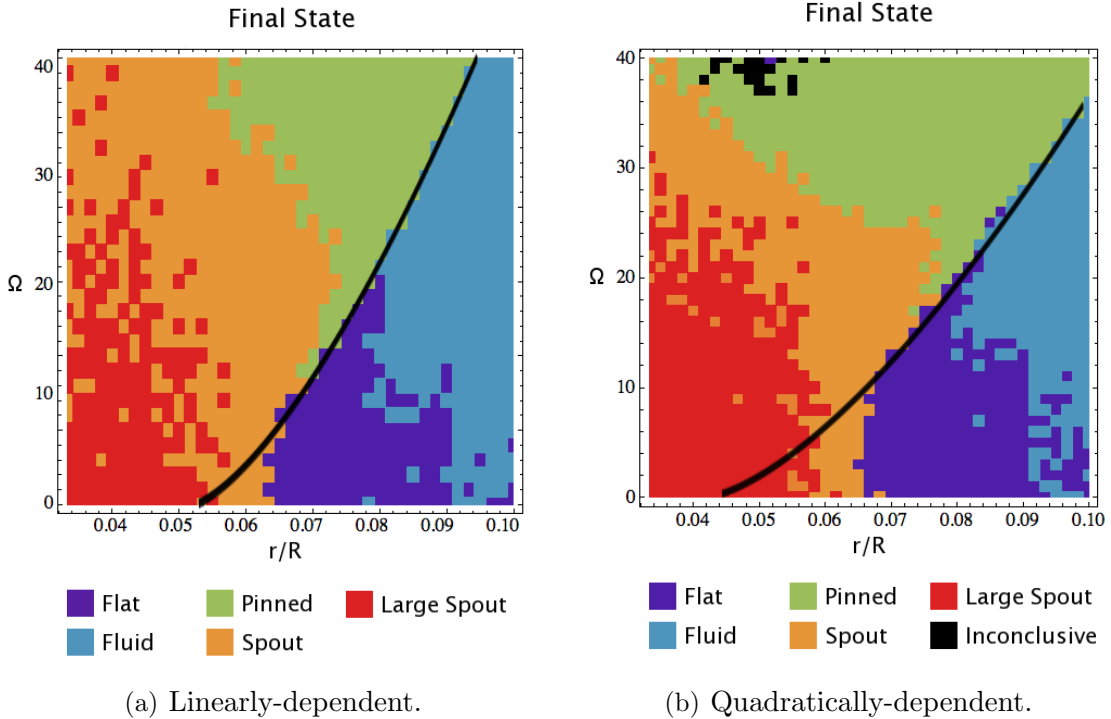 Final State
40
30
20
10
0
Ω
0.04 0.05 0.06 0.07 0.08 0.09 0.10
r/R
Flat Pinned Large Spout
Fluid Spout
(a) Linearly-dependent.
Final State
40
30
20
10
0
Ω
0.04 0.05 0.06 0.07 0.08 0.09 0.10
r/R
Flat Pinned Large Spout
Fluid Spout Inconclusive
(b) Quadratically-dependent.